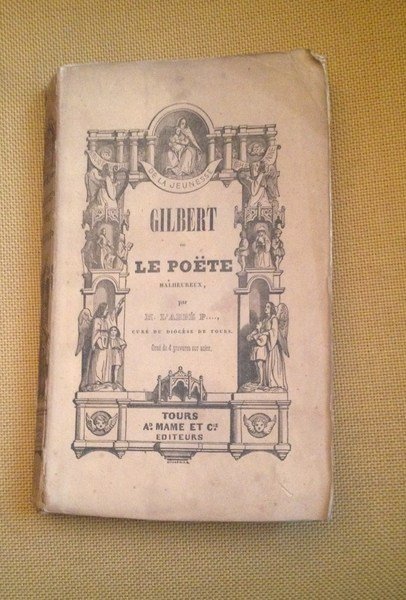 DE LA JEUNESSE
GILBERT
ou
LE POËTE
MALHEUREUX,
par
M. L'ABBÉ P....,
CURÉ DU DIOCÈSE DE TOURS.
Orné de 4 gravures sur acier.
TOURS
Ad. MAME ET Cie.
EDITEURS